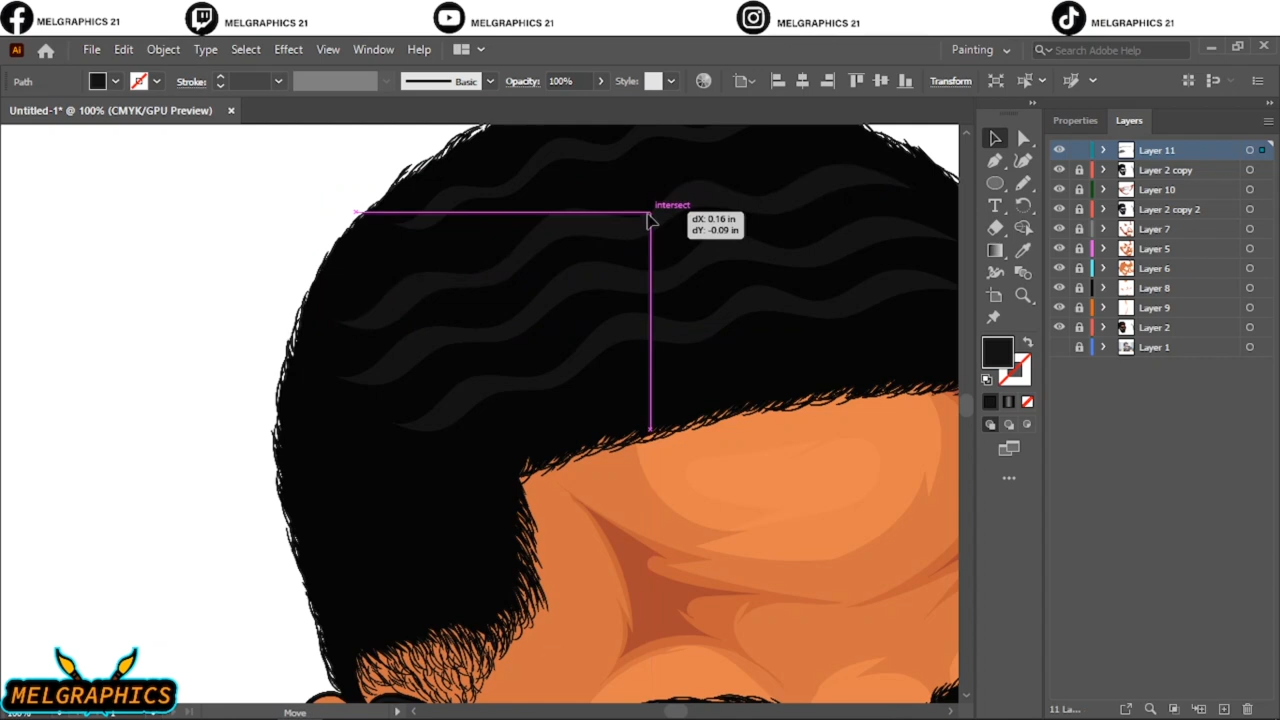 MELGRAPHICS 21
MELGRAPHICS 21
MELGRAPHICS 21
MELGRAPHICS 21
MELGRAPHICS 21
Ai File Edit Object Type Select Effect View Window Help Painting Search Adobe Help
Path Stroke: Basic Opacity: 100% Style: Transform
Untitled-1* @ 100% (CMYK/GPU Preview)
Properties Layers
Layer 11
Layer 2 copy
Layer 10
Layer 2 copy 2
Layer 7
Layer 5
Layer 6
Layer 8
Layer 9
Layer 2
Layer 1
intersect
dX: 0.16 in
dY: -0.09 in
MELGRAPHICS
Move
11 La...